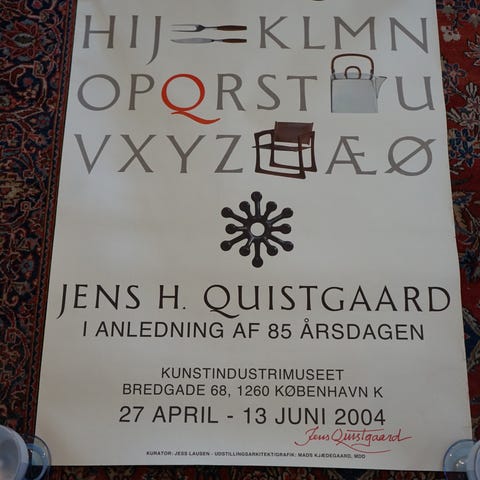 HIJ KLMN
OPQRST U
VXYZ ÆØ
JENS H. QUISTGAARD
I ANLEDNING AF 85 ÅRSDAGEN
KUNSTINDUSTRIMUSEET
BREDGADE 68, 1260 KØBENHAVN K
27 APRIL - 13 JUNI 2004
Jens Quistgaard
KURATOR: JESS LAUSEN - UDSTILLINGSARKITEKT/GRAFIK: MADS KJÆDEGAARD, MDD